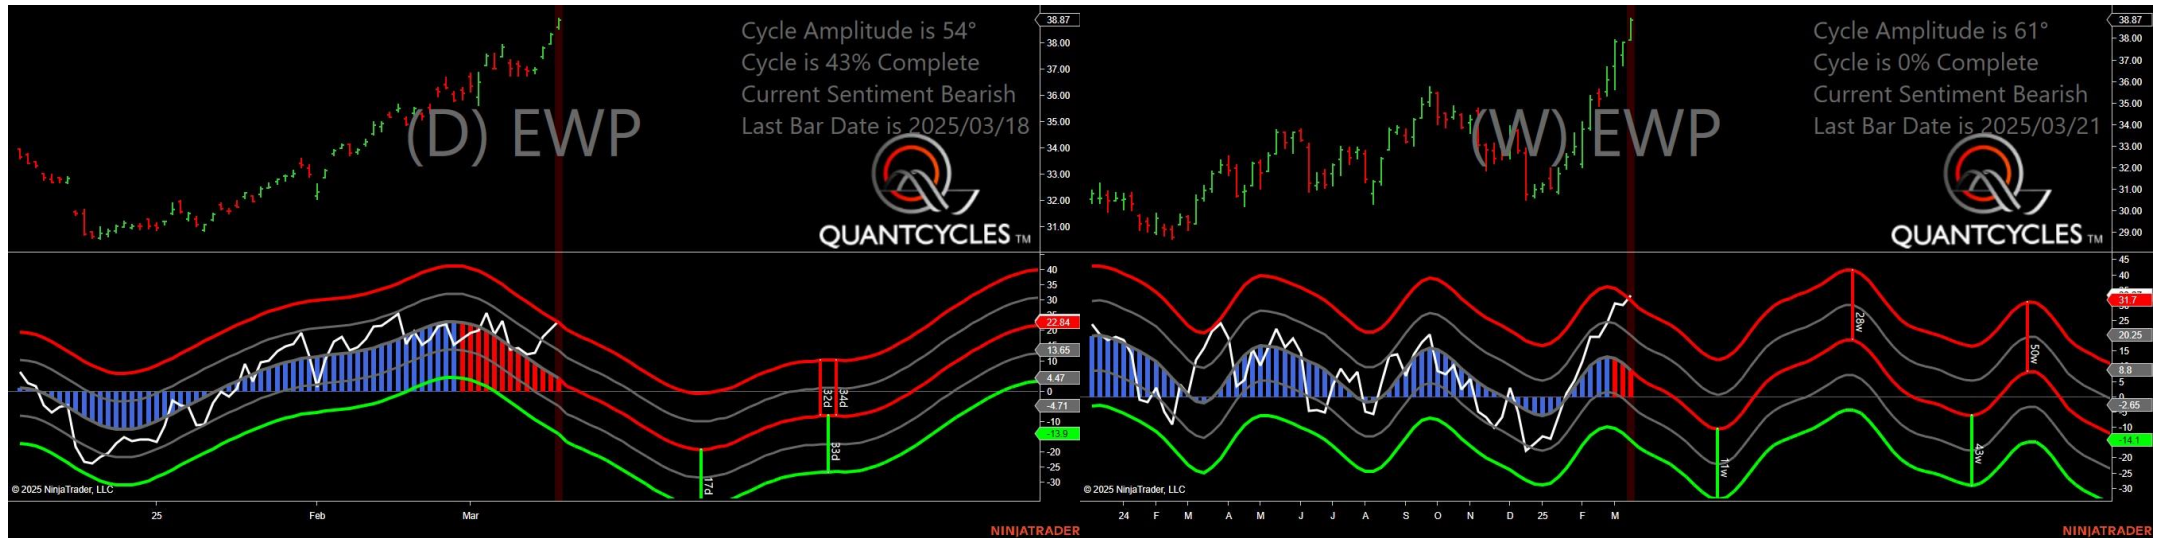 Cycle Amplitude is 54°
Cycle is 43% Complete
Current Sentiment Bearish
Last Bar Date is 2025/03/18
(D) EWP
QUANTCYCLES TM
38.87
38.00
37.00
36.00
35.00
34.00
33.00
32.00
31.00
40
35
30
22.84
15
13.65
10
4.47
0
-4.71
-10
-13.9
-20
-25
-30
17d
32d
34d
83d
© 2025 NinjaTrader, LLC
25 Feb Mar
NINJATRADER
Cycle Amplitude is 61°
Cycle is 0% Complete
Current Sentiment Bearish
Last Bar Date is 2025/03/21
(W) EWP
QUANTCYCLES TM
38.87
38.00
37.00
36.00
35.00
34.00
33.00
32.00
31.00
30.00
29.00
45
40
35
31.7
25
20.25
15
8.8
5
-2.65
-10
-14.1
-20
-25
-30
11w
28w
43w
50w
© 2025 NinjaTrader, LLC
24 F M A M J J A S O N D 25 F M
NINJATRADER